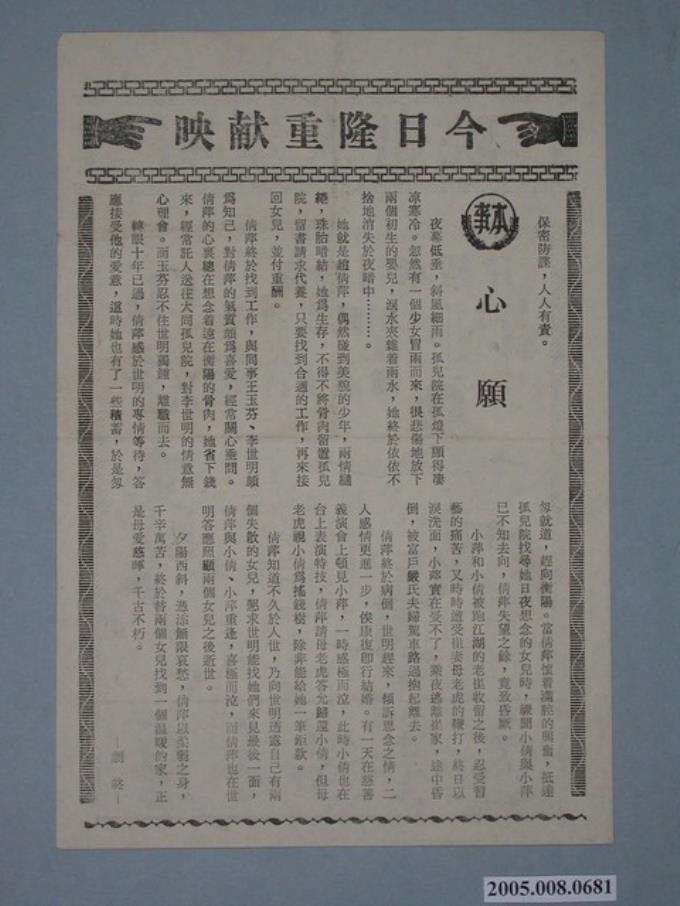 今日隆重献映
保密防諜，人人有責。
本事
心願
夜幕低垂，斜風細雨。孤兒院在孤燈下顯得凄
凉寒冷。忽然有一個少女冒雨而來，很悲傷地放下
兩個初生的嬰兒，淚水夾雜着雨水，她終於依依不
捨地消失於夜暗中………。
她就是趙倩萍，偶然碰到美貌的少年，兩情繾
綣，珠胎暗結，她爲生存，不得不將骨肉留置孤兒
院，留書請求代養，只要找到合適的工作，再來接
回女兒，並付重酬。
倩萍終於找到工作，與同事王玉芬、李世明頗
爲知己，對倩萍的氣質頗爲喜愛，經常關心垂問。
倩萍的心裏總在想念着遠在衡陽的骨肉，她省下錢
來，經常託人送往大同孤兒院，對李世明的情意無
心理會。而玉芬忍不住世明獨鍾，離職而去。
轉眼十年已過，倩萍感於世明的專情等待，答
應接受他的愛意，這時她也有了一些積蓄，於是匆
匆就道，趕向衡陽。當倩萍懷着滿腔的興奮，抵達
孤兒院找尋她日夜想念的女兒時，驟聞小倩與小萍
已不知去向，倩萍失望之餘，竟致昏厥。
小萍和小倩被跑江湖的老崔收留之後，忍受習
藝的痛苦，又時時遭受崔妻母老虎的鞭打，終日以
淚洗面，小萍實在受不了，乘夜逃離崔家，途中昏
倒，被富戶嚴氏夫婦駕車路過抱起離去。
倩萍終於病倒，世明趕來，傾訴思念之情，二
人感情更進一步，俟康復即行結婚。有一天在慈善
義演會上頓見小萍，一時感極而泣，此時小倩也在
台上表演特技，倩萍請母老虎答允歸還小倩，但母
老虎視小倩爲搖錢樹，除非能給她一筆鉅款。
倩萍知道不久於人世，乃向世明透露自己有兩
個失散的女兒，懇求世明能找她們來見最後一面，
倩萍與小倩、小萍重逢，喜極而泣，而倩萍也在世
明答應照顧兩個女兒之後逝世。
夕陽西斜，憑添無限哀愁，倩萍以柔弱之身，
千辛萬苦，終於替兩個女兒找到一個温暖的家，正
是母愛慈暉，千古不朽。
—劇終—
2005.008.0681